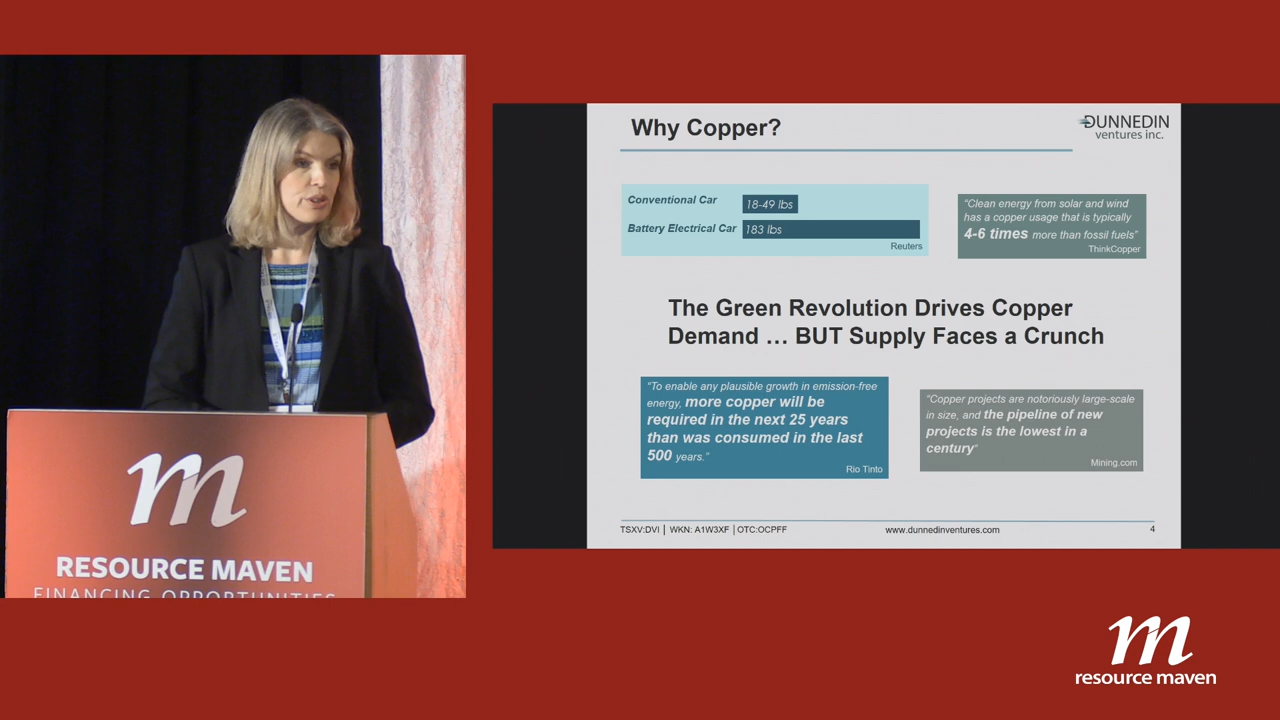 m
RESOURCE MAVEN
FINANCING OPPORTUNITIES
Why Copper?
DUNNEDIN
ventures inc.
Conventional Car
18-49 lbs
Battery Electrical Car
183 lbs
Reuters
“Clean energy from solar and wind
has a copper usage that is typically
4-6 times more than fossil fuels”
ThinkCopper
The Green Revolution Drives Copper
Demand … BUT Supply Faces a Crunch
“To enable any plausible growth in emission-free
energy, more copper will be
required in the next 25 years
than was consumed in the last
500 years.”
Rio Tinto
“Copper projects are notoriously large-scale
in size, and the pipeline of new
projects is the lowest in a
century”
Mining.com
TSXV:DVI | WKN: A1W3XF | OTC:OCPFF
www.dunnedinventures.com
4
m
resource maven